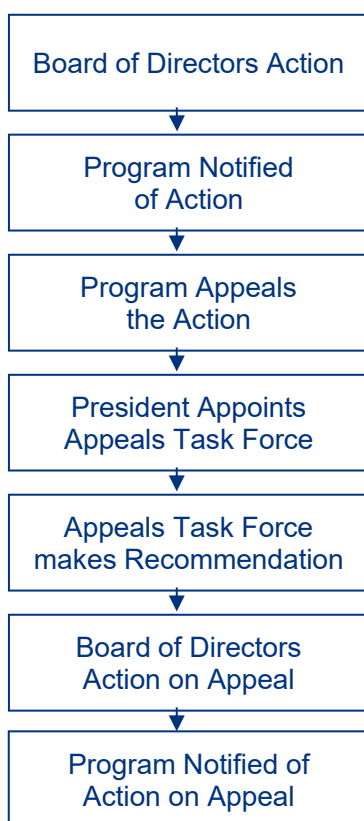 Board of Directors Action
Program Notified
of Action
Program Appeals
the Action
President Appoints
Appeals Task Force
Appeals Task Force
makes Recommendation
Board of Directors
Action on Appeal
Program Notified of
Action on Appeal